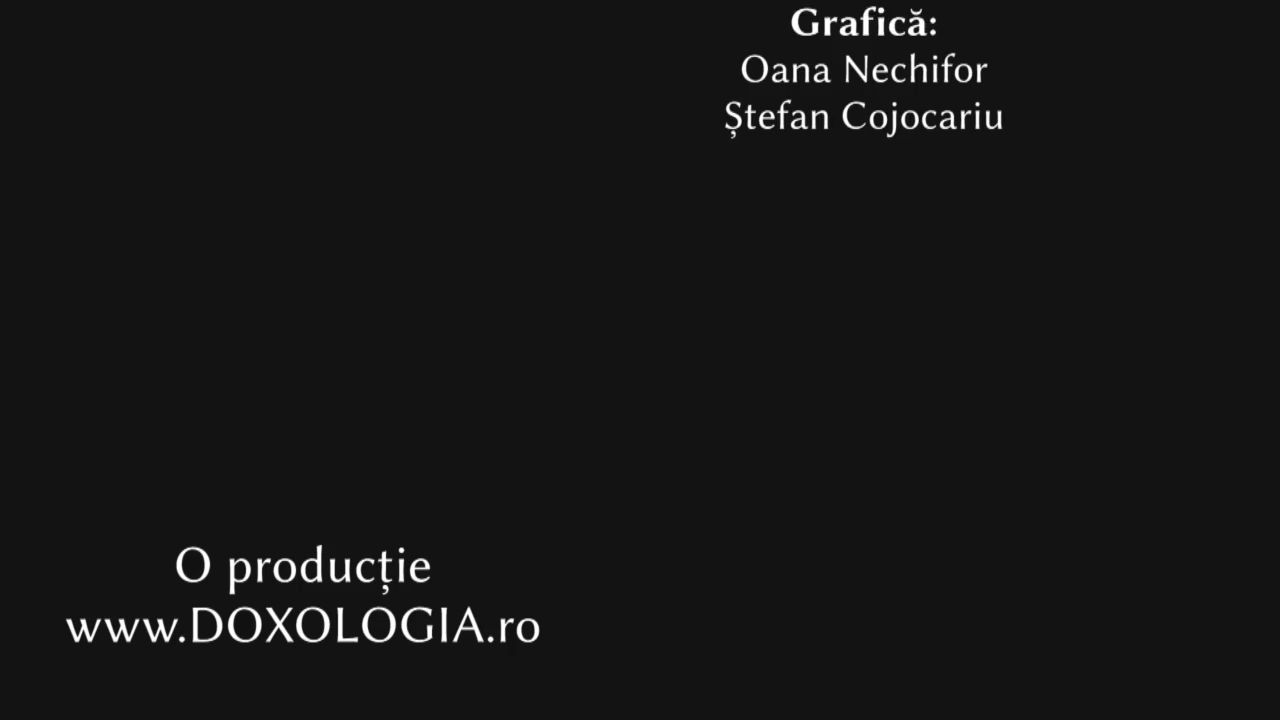 Grafică:
Oana Nechifor
Ștefan Cojocariu
O producție
www.DOXOLOGIA.ro